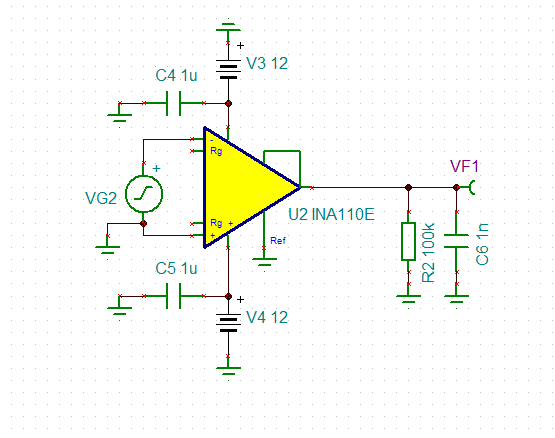 +
V3 12
C4 1u
-
Rg
+
VG2
VF1
U2 INA110E
Rg
+
+
Ref
R2 100k
C6 1n
C5 1u
+
V4 12